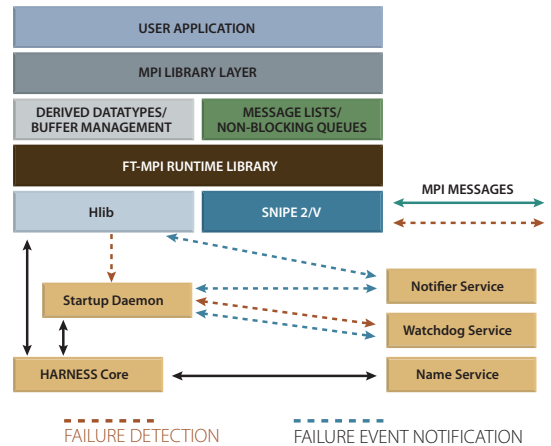 USER APPLICATION
MPI LIBRARY LAYER
DERIVED DATATYPES/
BUFFER MANAGEMENT
MESSAGE LISTS/
NON-BLOCKING QUEUES
FT-MPI RUNTIME LIBRARY
Hlib
SNIPE 2/V
MPI MESSAGES
Startup Daemon
Notifier Service
Watchdog Service
HARNESS Core
Name Service
FAILURE DETECTION
FAILURE EVENT NOTIFICATION